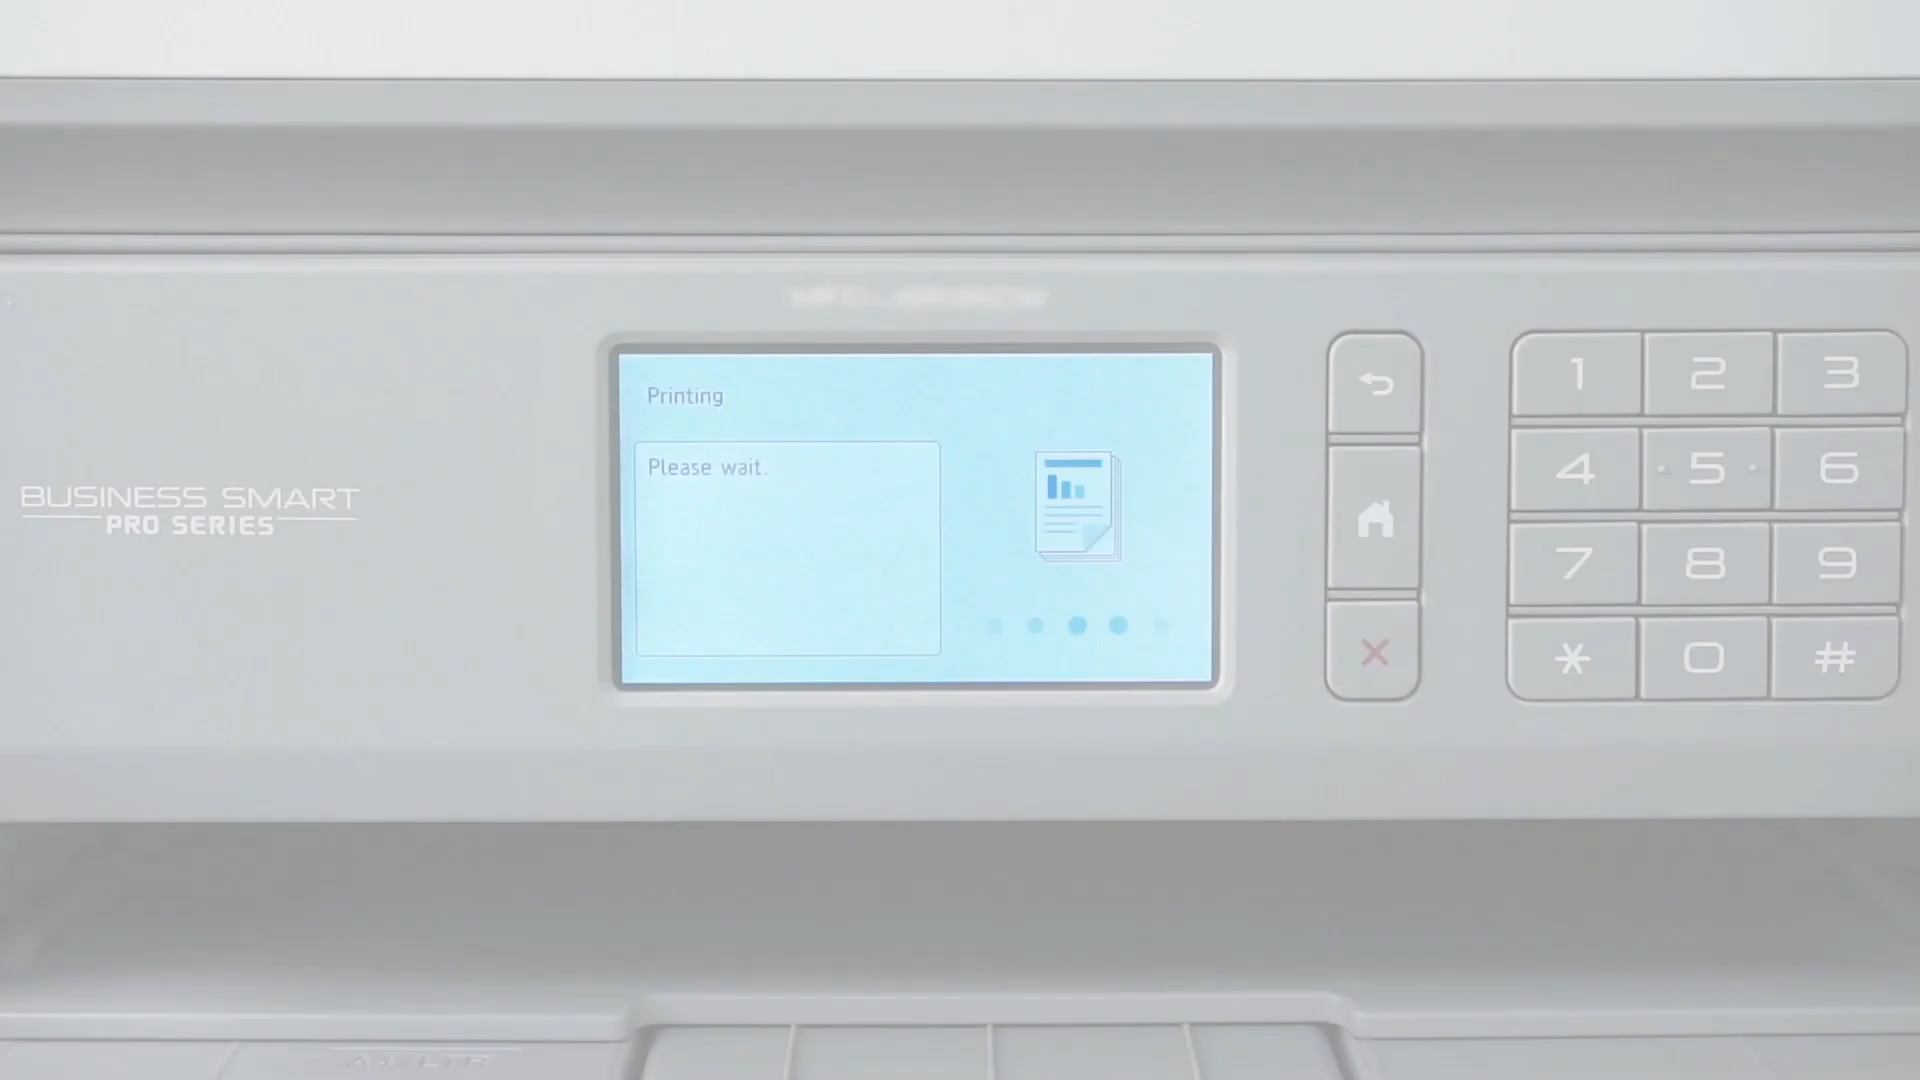 BUSINESS SMART
PRO SERIES
Printing
Please wait.
1 2 3
4 5 6
7 8 9
* 0 #